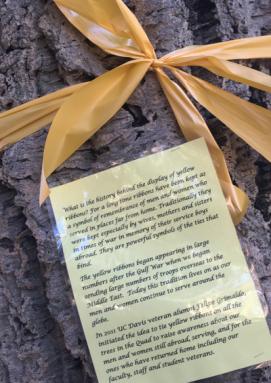 What is the history behind the display of yellow
ribbons? For a long time ribbons have been kept as
a symbol of remembrance of men and women who
served in places far from home. Traditionally they
were kept especially by wives, mothers and sisters
in times of war in memory of their service boys
abroad. They are powerful symbols of the ties that
bind.
The yellow ribbons began appearing in large
numbers after the Gulf War when we began
sending large numbers of troops overseas to the
Middle East. Today this tradition lives on as our
men and women continue to serve around the
globe.
In 2011 UC Davis veteran alumni Felipe Grimaldo,
initiated the idea to tie yellow ribbons on all the
trees in the Quad to raise awareness about our
men and women still abroad, serving, and for the
ones who have returned home including our
faculty, staff and student veterans.